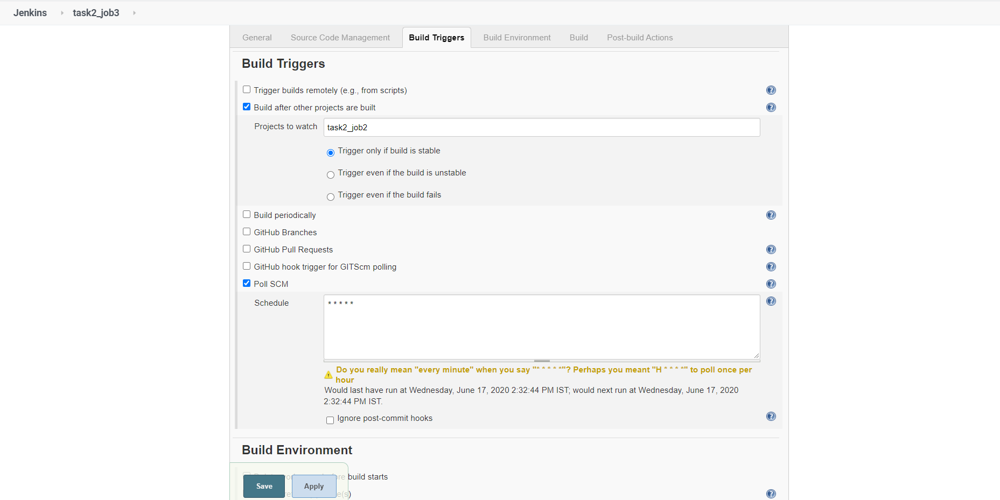 Jenkins task2_job3
General Source Code Management Build Triggers Build Environment Build Post-build Actions
Build Triggers
Trigger builds remotely (e.g., from scripts)
Build after other projects are built
Projects to watch task2_job2
Trigger only if build is stable
Trigger even if the build is unstable
Trigger even if the build fails
Build periodically
GitHub Branches
GitHub Pull Requests
GitHub hook trigger for GITScm polling
Poll SCM
Schedule * * * * *
Do you really mean "every minute" when you say "* * * * *"? Perhaps you meant "H * * * *" to poll once per
hour
Would last have run at Wednesday, June 17, 2020 2:32:44 PM IST; would next run at Wednesday, June 17, 2020
2:32:44 PM IST.
Ignore post-commit hooks
Build Environment
build starts
Save Apply